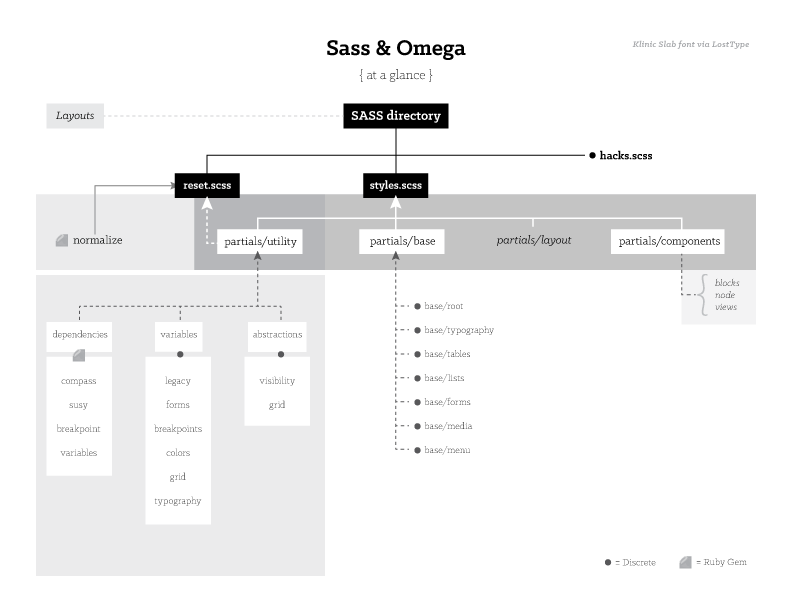 Sass & Omega
Klinic Slab font via LostType
{ at a glance }
Layouts
SASS directory
hacks.scss
reset.scss
styles.scss
normalize
partials/utility
partials/base
partials/layout
partials/components
blocks
node
views
dependencies
compass
susy
breakpoint
variables
variables
legacy
forms
breakpoints
colors
grid
typography
abstractions
visibility
grid
base/root
base/typography
base/tables
base/lists
base/forms
base/media
base/menu
= Discrete
= Ruby Gem